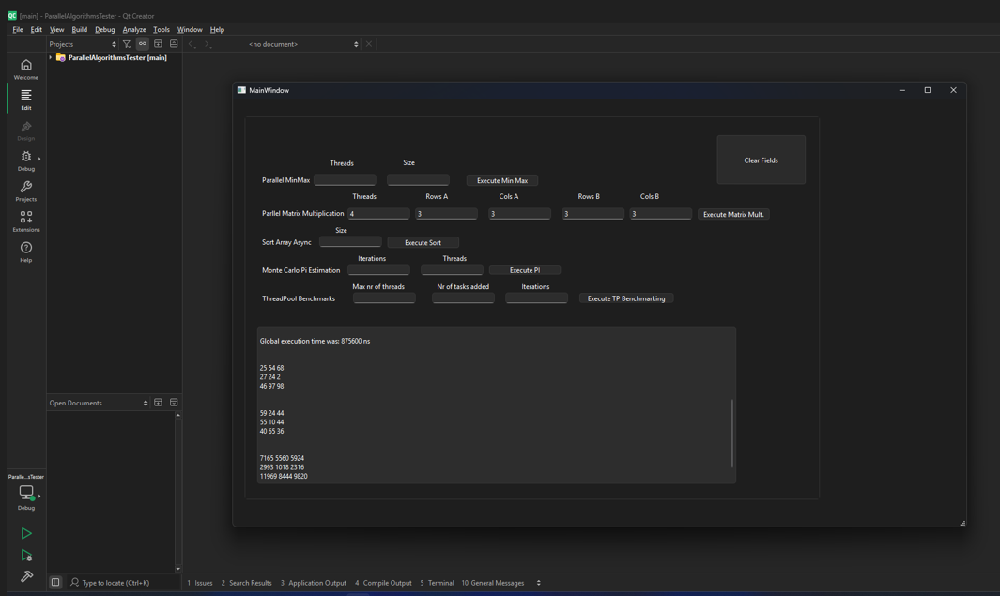 QC [main] - ParallelAlgorithmsTester - Qt Creator
File Edit View Build Debug Analyze Tools Window Help
Projects <no document>
ParallelAlgorithmsTester [main]
Welcome
Edit
Design
Debug
Projects
Extensions
Help
MainWindow
Clear Fields
Threads Size
Parallel MinMax Execute Min Max
Threads Rows A Cols A Rows B Cols B
Parllel Matrix Multiplication 4 3 3 3 3 Execute Matrix Mult.
Size
Sort Array Async Execute Sort
Iterations Threads
Monte Carlo Pi Estimation Execute PI
Max nr of threads Nr of tasks added Iterations
ThreadPool Benchmarks Execute TP Benchmarking
Global execution time was: 875600 ns
25 54 68
27 24 2
46 97 98
59 24 44
55 10 44
40 65 36
7165 5560 5924
2993 1018 2316
11969 8444 9820
Open Documents
Paralle...sTester
Debug
Type to locate (Ctrl+K) 1 Issues 2 Search Results 3 Application Output 4 Compile Output 5 Terminal 10 General Messages